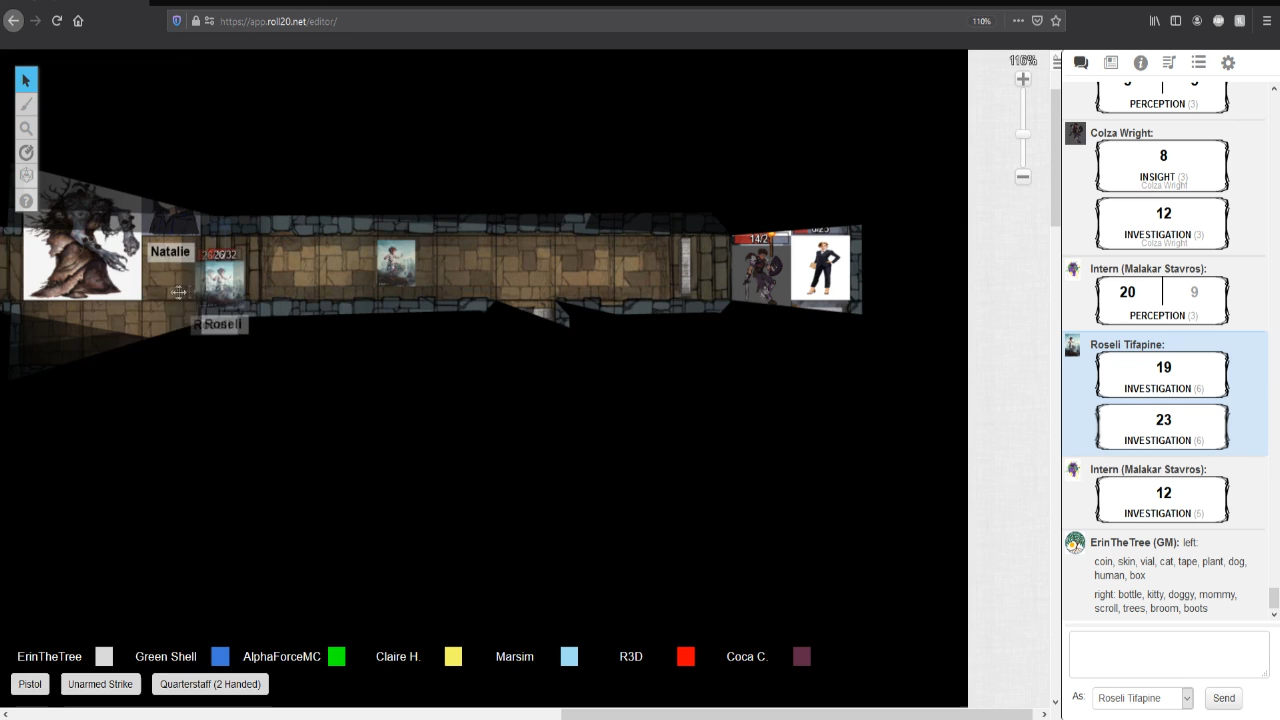 https://app.roll20.net/editor/
110%
116%
PERCEPTION (3)
Colza Wright:
8
INSIGHT (3)
Colza Wright
12
INVESTIGATION (3)
Colza Wright
Intern (Malakar Stavros):
20 9
PERCEPTION (3)
Roseli Tifapine:
19
INVESTIGATION (6)
23
INVESTIGATION (6)
Intern (Malakar Stavros):
12
INVESTIGATION (5)
ErinTheTree (GM): left:
coin, skin, vial, cat, tape, plant, dog,
human, box
right: bottle, kitty, doggy, mommy,
scroll, trees, broom, boots
As: Roseli Tifapine Send
Natalie
Roseli
ErinTheTree Green Shell AlphaForceMC Claire H. Marsim R3D Coca C.
Pistol Unarmed Strike Quarterstaff (2 Handed)